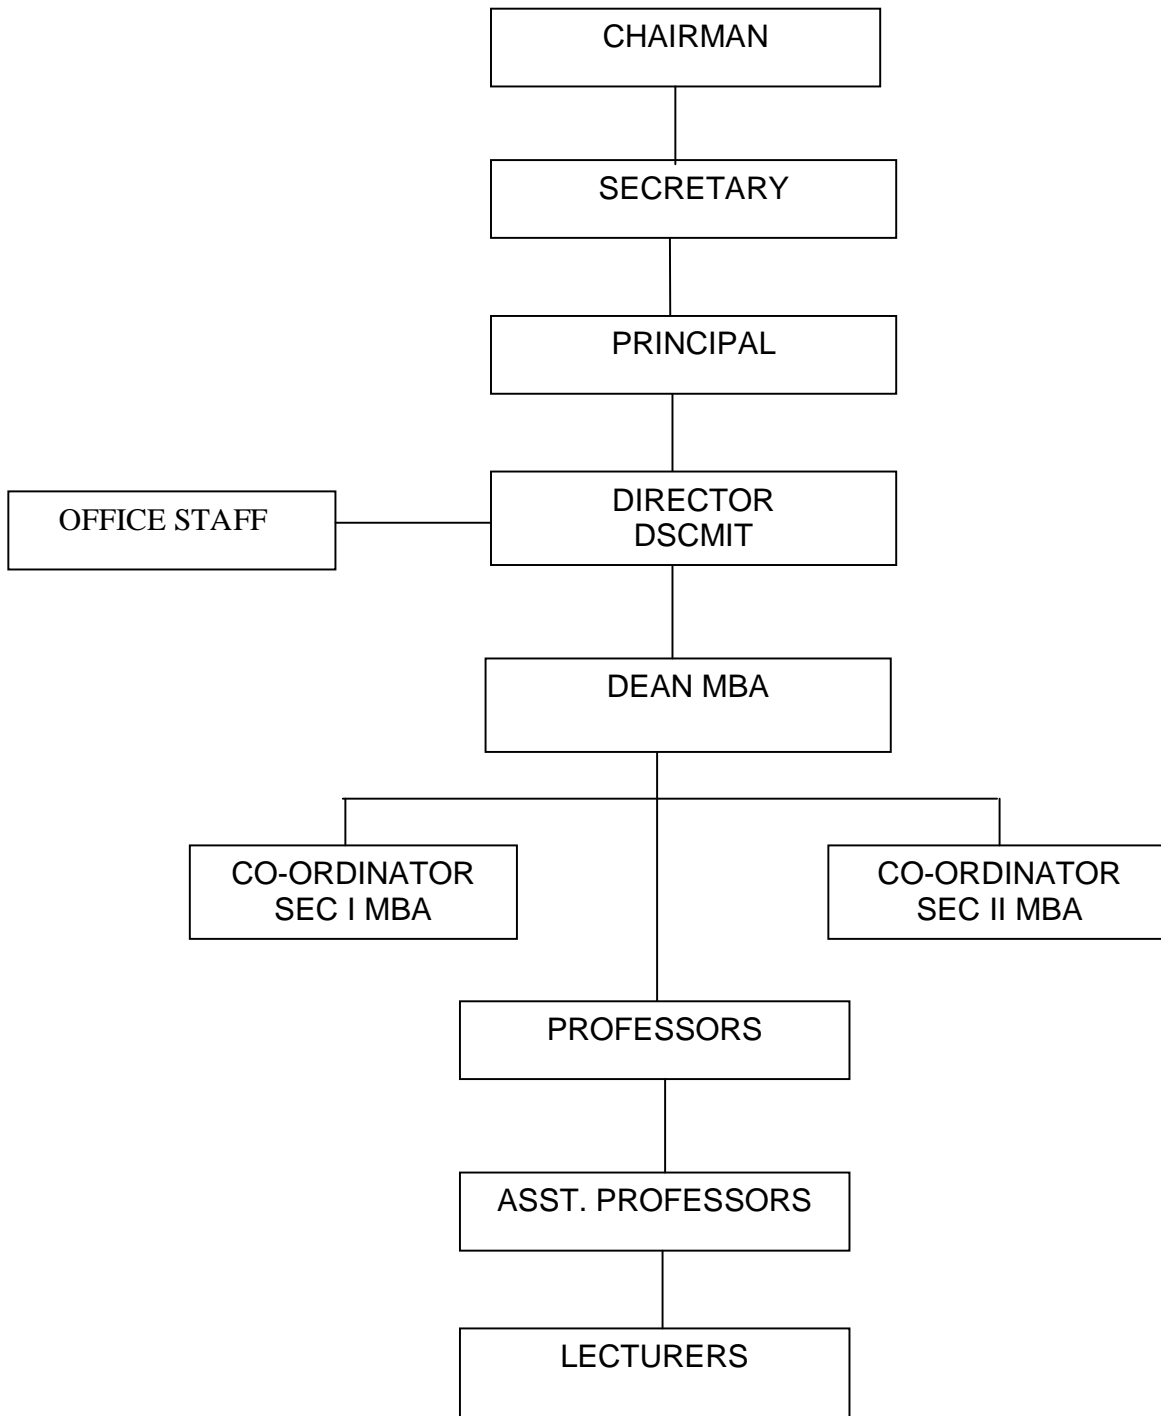 CHAIRMAN
SECRETARY
PRINCIPAL
OFFICE STAFF
DIRECTOR
DSCMIT
DEAN MBA
CO-ORDINATOR
SEC I MBA
CO-ORDINATOR
SEC II MBA
PROFESSORS
ASST. PROFESSORS
LECTURERS